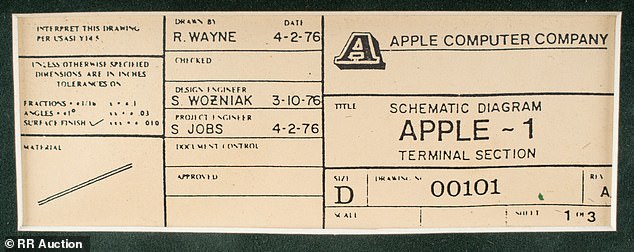 INTERPRET THIS DRAWING
PER USASI Y14.5
UNLESS OTHERWISE SPECIFIED
DIMENSIONS ARE IN INCHES
TOLERANCES ON
FRACTIONS
ANGLES ±1° .03
SURFACE FINISH ✓ .010
MATERIAL
DRAWN BY DATE
R. WAYNE 4-2-76
CHECKED
DESIGN ENGINEER
S WOZNIAK 3-10-76
PROJECT ENGINEER
S JOBS 4-2-76
DOCUMENT CONTROL
APPROVED
A APPLE COMPUTER COMPANY
TITLE SCHEMATIC DIAGRAM
APPLE ~ 1
TERMINAL SECTION
SIZE DRAWING NO REV
D 00101 A
SCALE SHEET 1 OF 3
© RR Auction